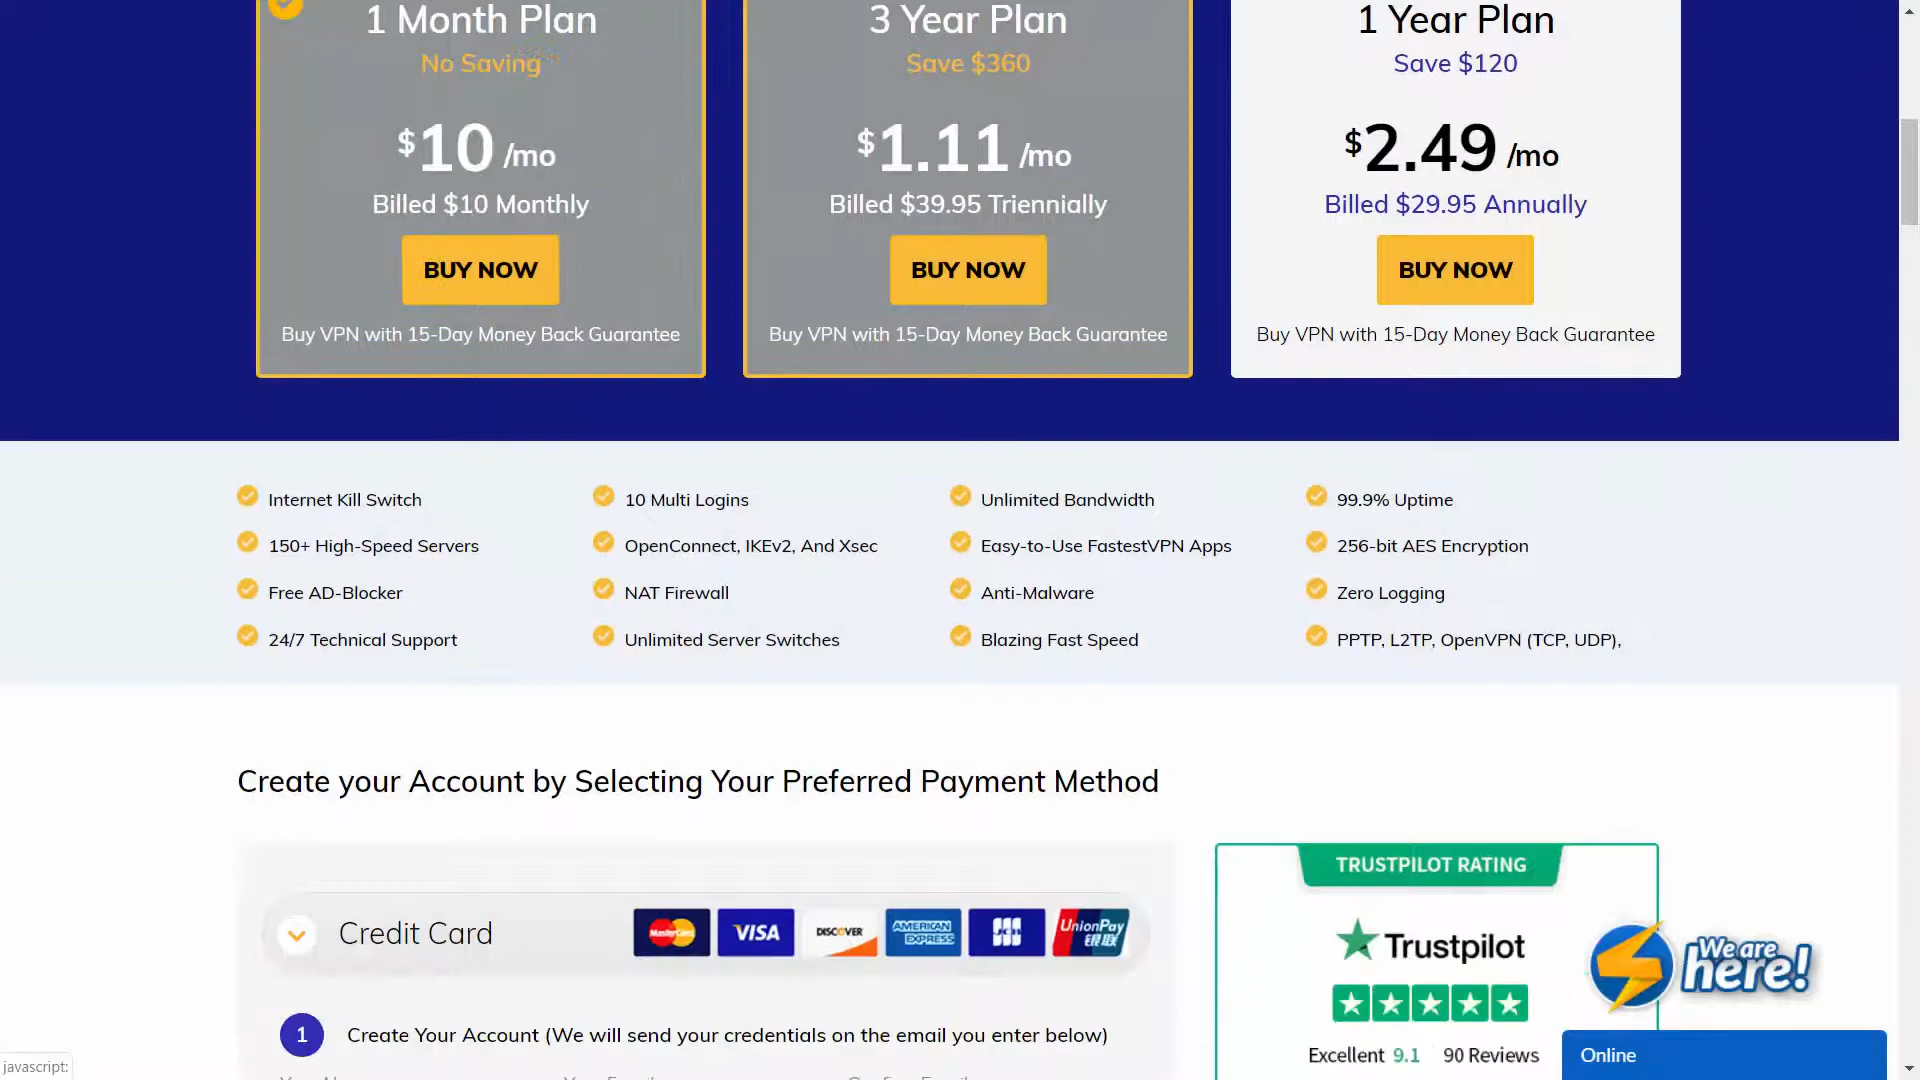 1 Month Plan
No Saving
$10 /mo
Billed $10 Monthly
BUY NOW
Buy VPN with 15-Day Money Back Guarantee
3 Year Plan
Save $360
$1.11 /mo
Billed $39.95 Triennially
BUY NOW
Buy VPN with 15-Day Money Back Guarantee
1 Year Plan
Save $120
$2.49 /mo
Billed $29.95 Annually
BUY NOW
Buy VPN with 15-Day Money Back Guarantee
Internet Kill Switch
10 Multi Logins
Unlimited Bandwidth
99.9% Uptime
150+ High-Speed Servers
OpenConnect, IKEv2, And Xsec
Easy-to-Use FastestVPN Apps
256-bit AES Encryption
Free AD-Blocker
NAT Firewall
Anti-Malware
Zero Logging
24/7 Technical Support
Unlimited Server Switches
Blazing Fast Speed
PPTP, L2TP, OpenVPN (TCP, UDP),
Create your Account by Selecting Your Preferred Payment Method
Credit Card
MasterCard
VISA
DISCOVER
AMERICAN
EXPRESS
JCB
UnionPay
银联
1 Create Your Account (We will send your credentials on the email you enter below)
TRUSTPILOT RATING
Trustpilot
Excellent 9.1 90 Reviews
We are
here!
Online
javascript: